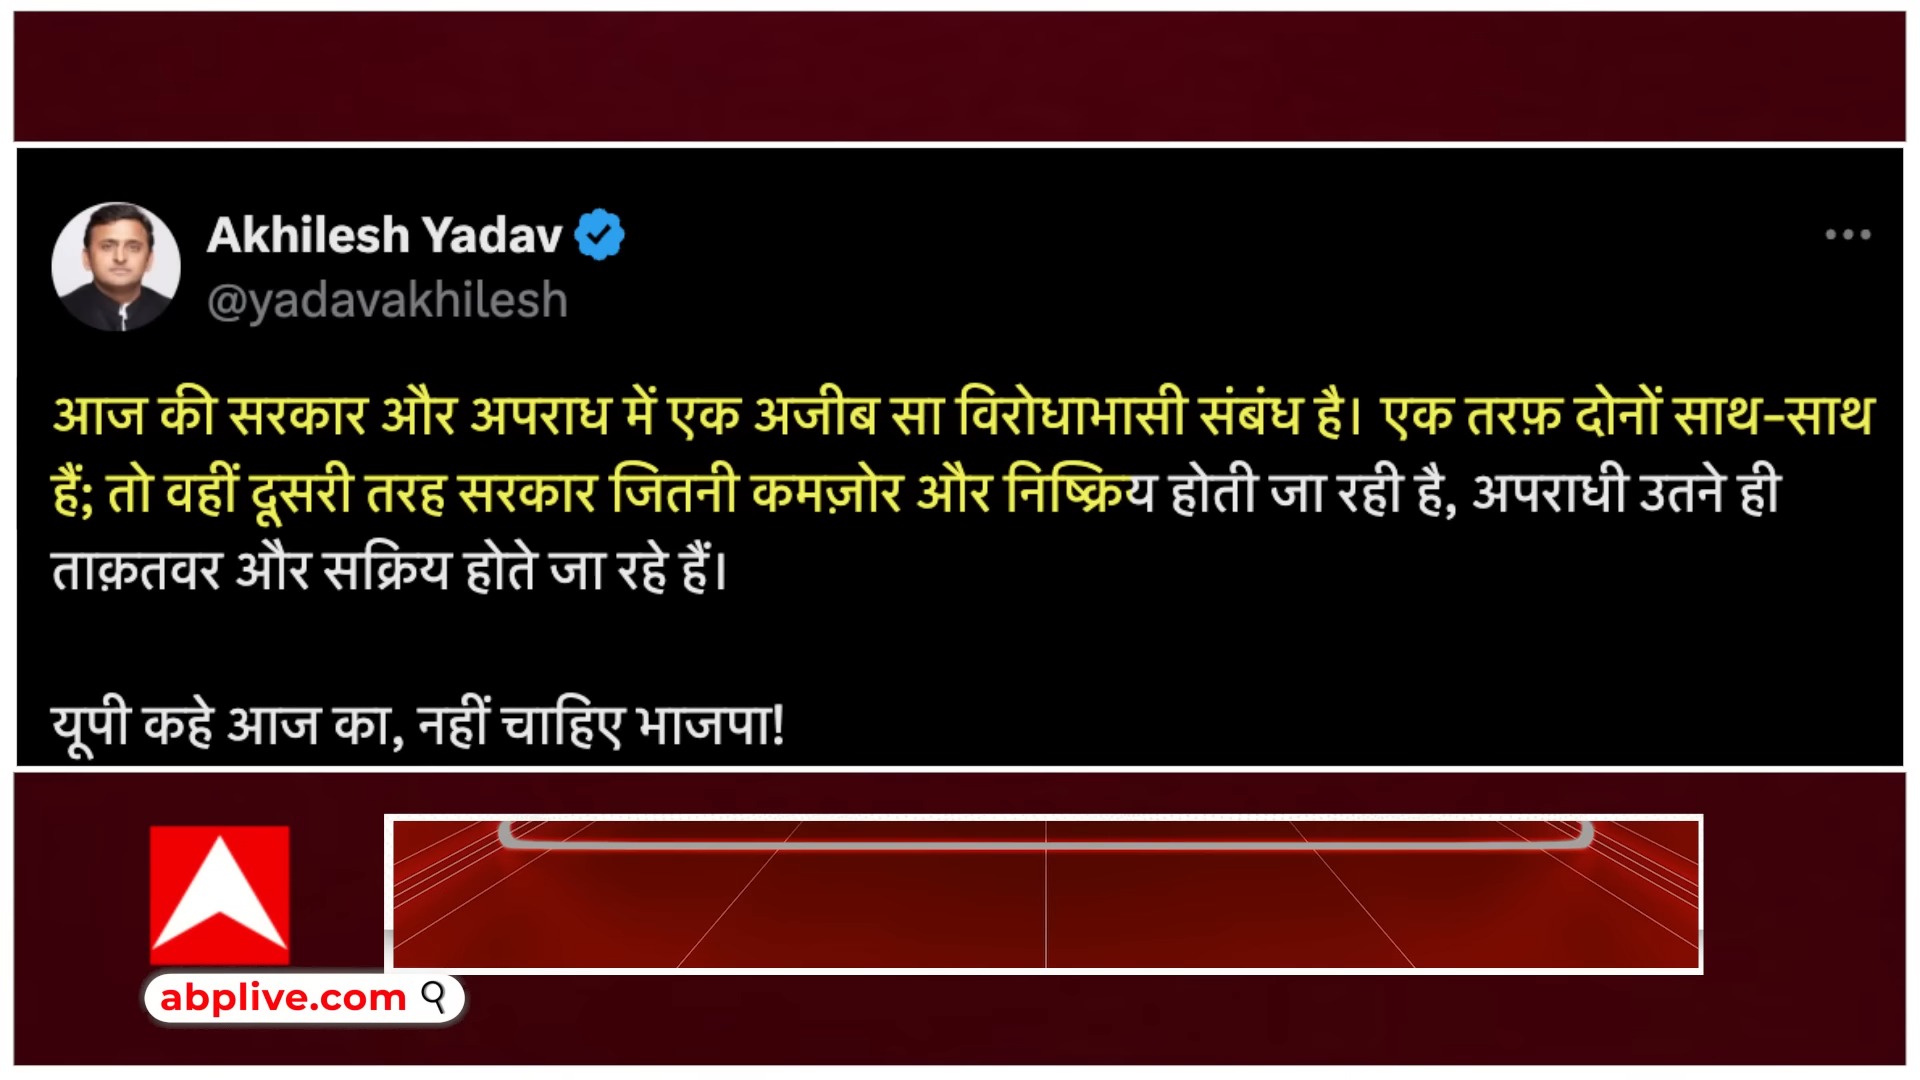 Akhilesh Yadav
@yadavakhilesh
आज की सरकार और अपराध में एक अजीब सा विरोधाभासी संबंध है। एक तरफ़ दोनों साथ-साथ
हैं; तो वहीं दूसरी तरह सरकार जितनी कमज़ोर और निष्क्रिय होती जा रही है, अपराधी उतने ही
ताक़तवर और सक्रिय होते जा रहे हैं।
यूपी कहे आज का, नहीं चाहिए भाजपा!
abplive.com